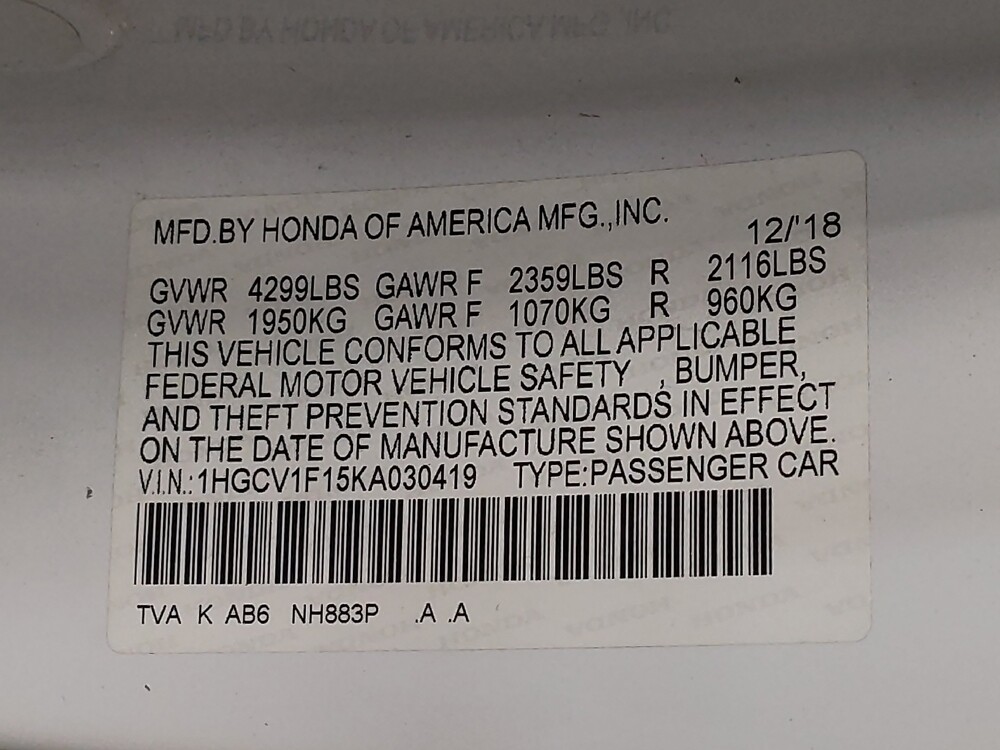 MFD.BY HONDA OF AMERICA MFG.,INC. 12/'18
GVWR 4299LBS GAWR F 2359LBS R 2116LBS
GVWR 1950KG GAWR F 1070KG R 960KG
THIS VEHICLE CONFORMS TO ALL APPLICABLE
FEDERAL MOTOR VEHICLE SAFETY , BUMPER,
AND THEFT PREVENTION STANDARDS IN EFFECT
ON THE DATE OF MANUFACTURE SHOWN ABOVE.
V.I.N.:1HGCV1F15KA030419 TYPE:PASSENGER CAR
TVA K AB6 NH883P .A .A